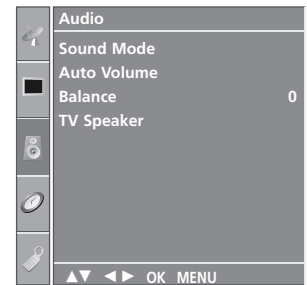 Audio
Sound Mode
Auto Volume
Balance 0
TV Speaker
▲▼ ◄► OK MENU